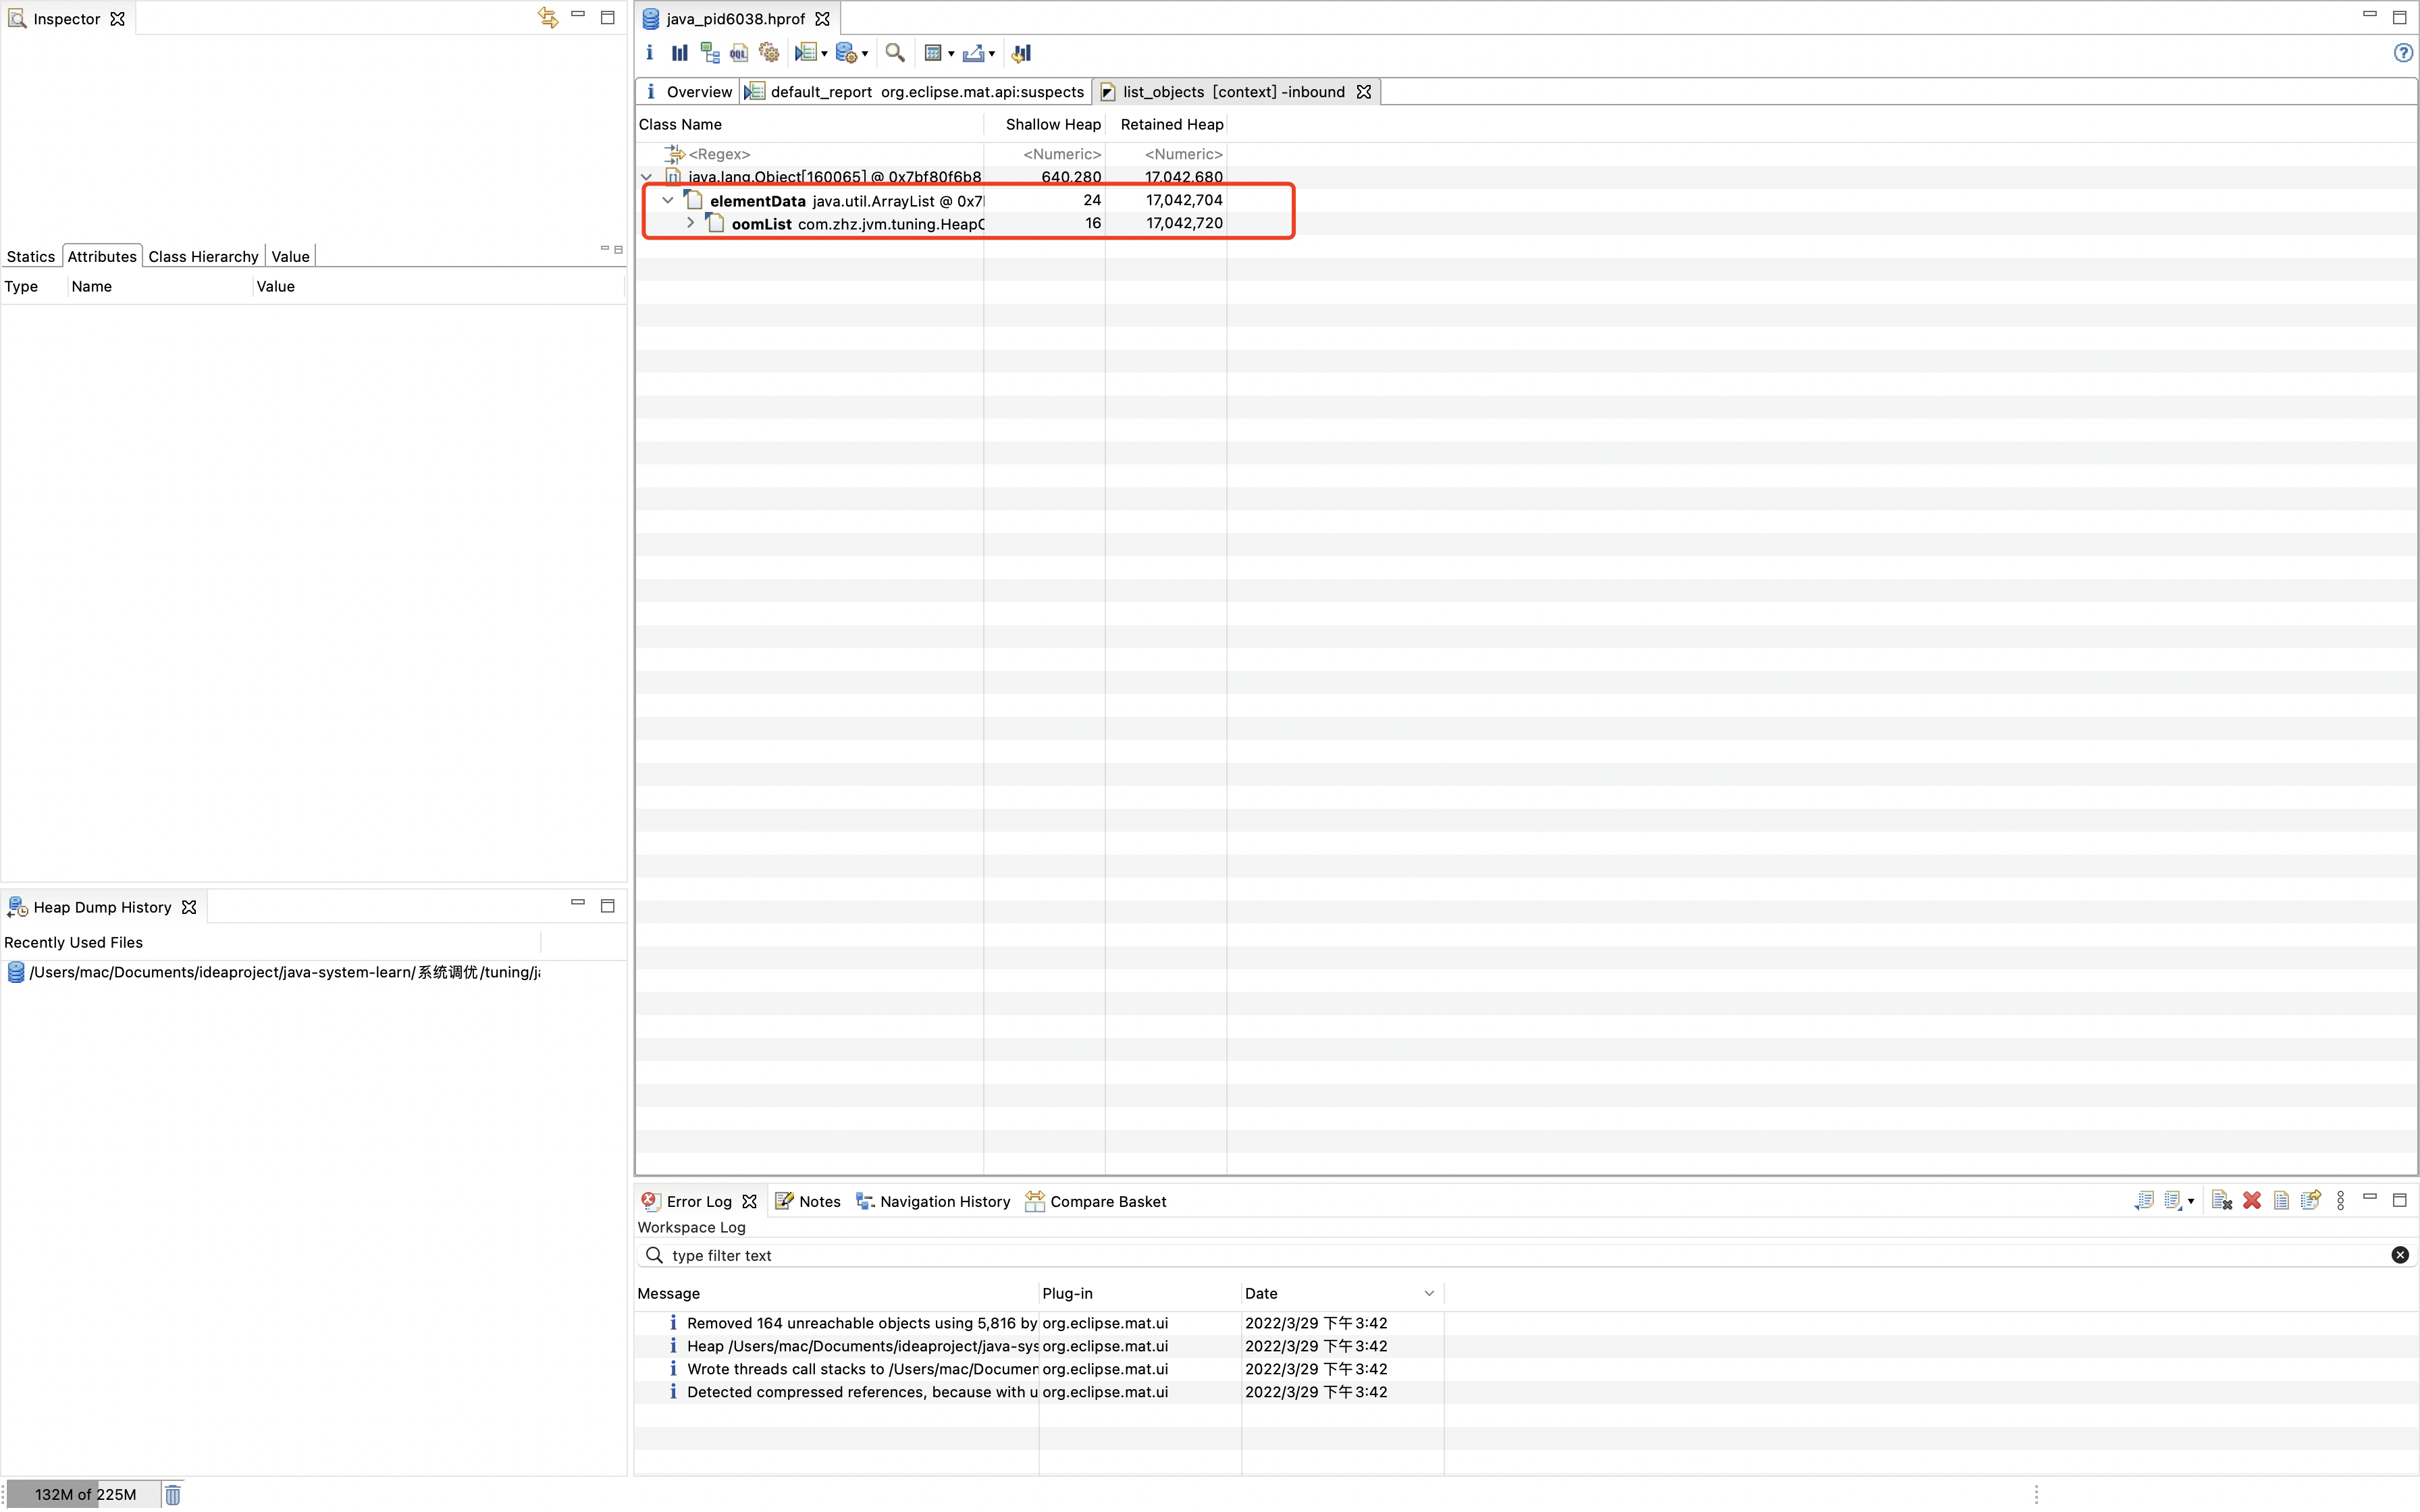 Inspector
Statics Attributes Class Hierarchy Value
Type Name Value
Heap Dump History
Recently Used Files
/Users/mac/Documents/ideaproject/java-system-learn/系统调优/tuning/ja
java_pid6038.hprof
OQL
Overview default_report org.eclipse.mat.api:suspects list_objects [context] -inbound
Class Name Shallow Heap Retained Heap
<Regex> <Numeric> <Numeric>
java.lang.Object[160065] @ 0x7bf80f6b8 640,280 17,042,680
elementData java.util.ArrayList @ 0x7 24 17,042,704
oomList com.zhz.jvm.tuning.HeapO 16 17,042,720
Error Log Notes Navigation History Compare Basket
Workspace Log
type filter text
Message Plug-in Date
Removed 164 unreachable objects using 5,816 by org.eclipse.mat.ui 2022/3/29 下午3:42
Heap /Users/mac/Documents/ideaproject/java-sys org.eclipse.mat.ui 2022/3/29 下午3:42
Wrote threads call stacks to /Users/mac/Documen org.eclipse.mat.ui 2022/3/29 下午3:42
Detected compressed references, because with u org.eclipse.mat.ui 2022/3/29 下午3:42
132M of 225M